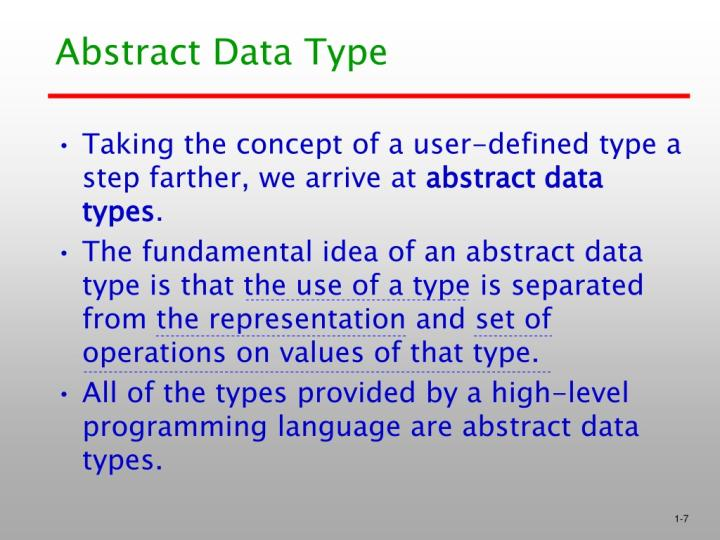 Abstract Data Type
• Taking the concept of a user-defined type a
step farther, we arrive at abstract data
types.
• The fundamental idea of an abstract data
type is that the use of a type is separated
from the representation and set of
operations on values of that type.
• All of the types provided by a high-level
programming language are abstract data
types.
1-7